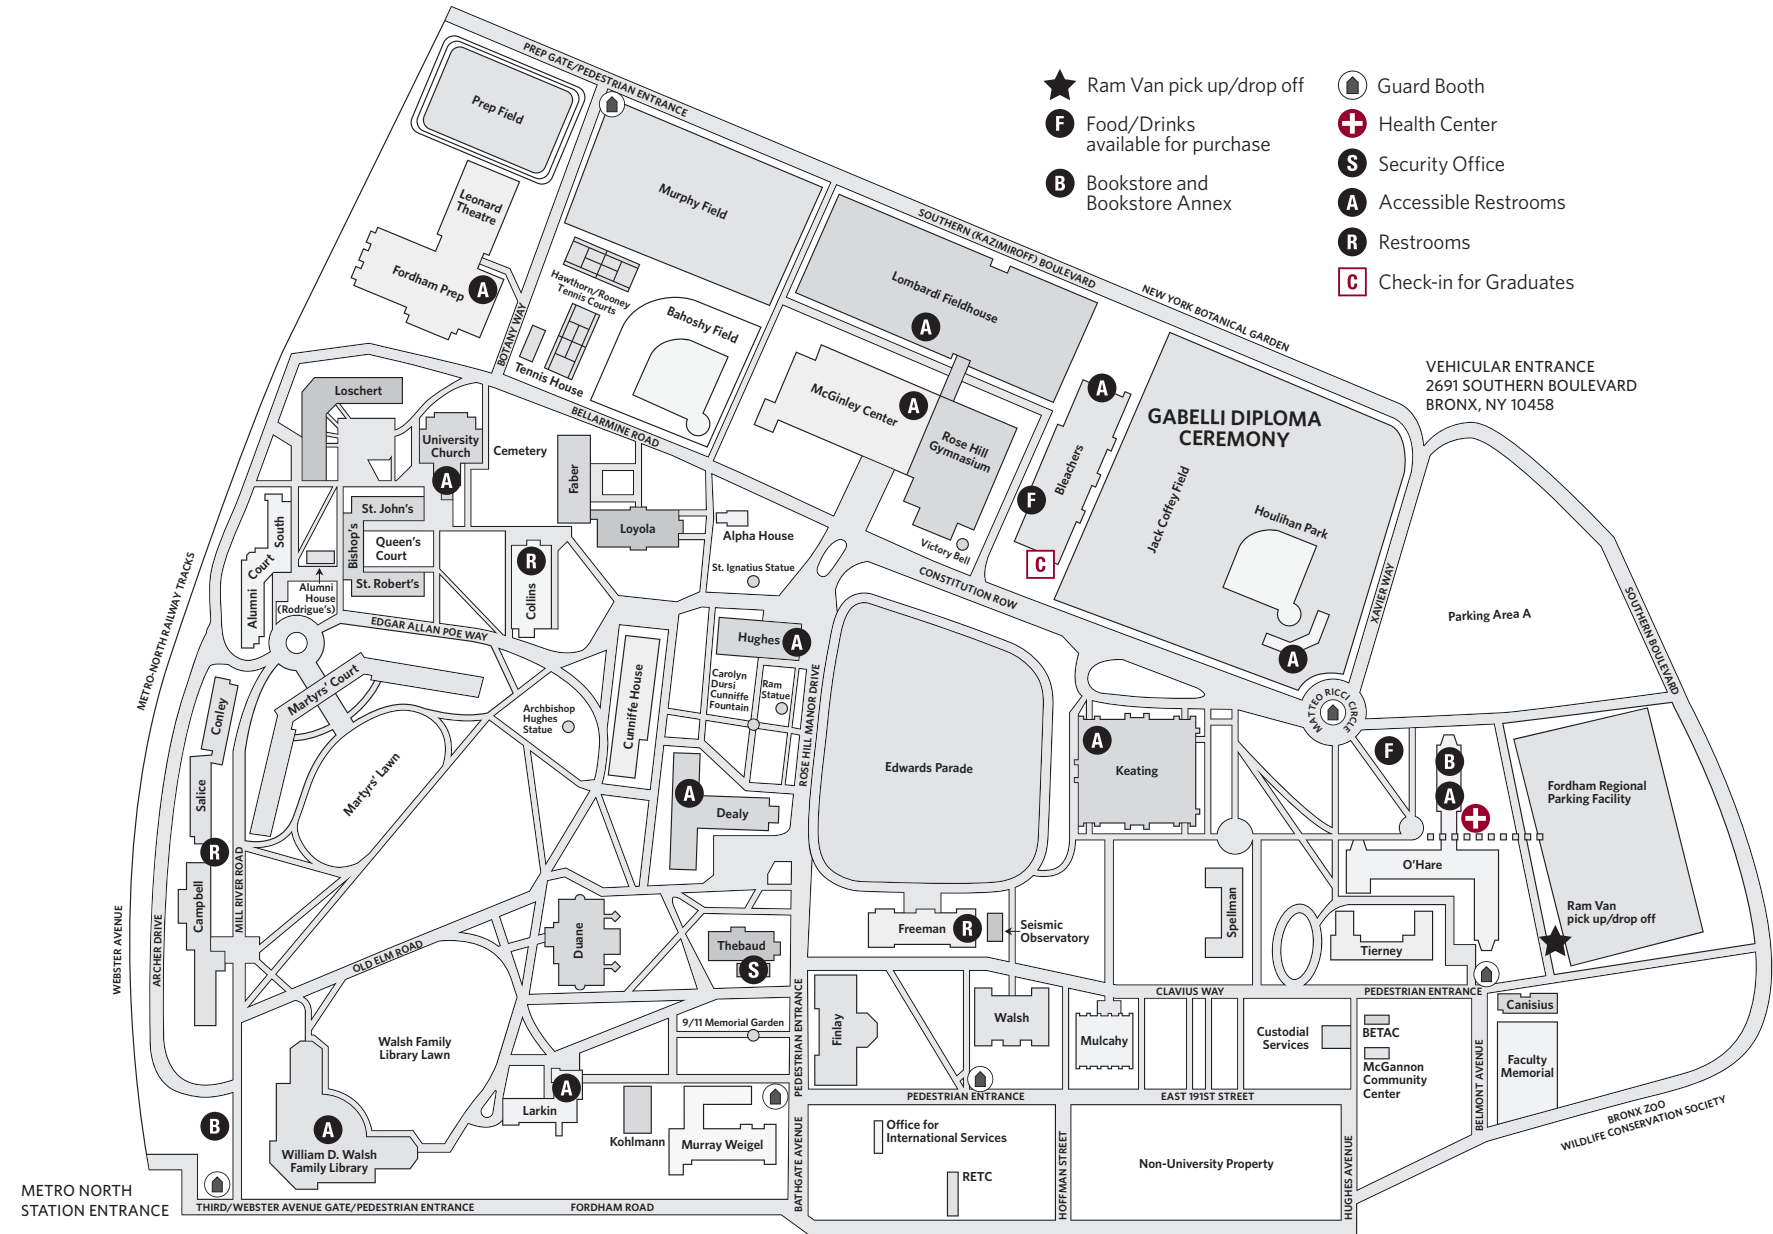 PREP GATE/PEDESTRIAN ENTRANCE
Prep Field
Leonard
Theatre
Fordham Prep
A
Murphy Field
Hawthorn/Rooney
Tennis Courts
Bahoshy Field
Tennis House
BOTANY WAY
BELLARMINE ROAD
SOUTHERN (KAZIMIROFF) BOULEVARD
NEW YORK BOTANICAL GARDEN
Lombardi Fieldhouse
A
McGinley Center
A
Rose Hill
Gymnasium
Victory Bell
Bleachers
A
F
C
GABELLI DIPLOMA
CEREMONY
Jack Coffey Field
Houlihan Park
A
Ram Van pick up/drop off
F
Food/Drinks
available for purchase
B
Bookstore and
Bookstore Annex
Guard Booth
Health Center
S
Security Office
A
Accessible Restrooms
R
Restrooms
C
Check-in for Graduates
VEHICULAR ENTRANCE
2691 SOUTHERN BOULEVARD
BRONX, NY 10458
XAVIER WAY
Parking Area A
SOUTHERN BOULEVARD
Loschert
University
Church
A
Cemetery
Faber
Loyola
Alpha House
St. Ignatius Statue
CONSTITUTION ROW
South
Court
Alumni
St. John's
Bishop's
Queen's
Court
St. Robert's
Alumni
House
(Rodrigue's)
R
Collins
METRO-NORTH RAILWAY TRACKS
EDGAR ALLAN POE WAY
Martyrs' Court
Conley
Salice
R
Campbell
MILL RIVER ROAD
ARCHER DRIVE
WEBSTER AVENUE
Martyrs' Lawn
Archbishop
Hughes
Statue
Cunniffe House
Hughes
A
Carolyn
Dursi
Cunniffe
Fountain
Ram
Statue
ROSE HILL MANOR DRIVE
A
Dealy
Edwards Parade
A
Keating
MATTEO RICCI CIRCLE
F
B
A
O'Hare
Fordham Regional
Parking Facility
Ram Van
pick up/drop off
OLD ELM ROAD
Duane
Thebaud
S
Freeman
R
Seismic
Observatory
Spellman
Tierney
CLAVIUS WAY
PEDESTRIAN ENTRANCE
Canisius
Walsh Family
Library Lawn
9/11 Memorial Garden
PEDESTRIAN ENTRANCE
Finlay
Walsh
Mulcahy
Custodial
Services
BETAC
McGannon
Community
Center
BELMONT AVENUE
Faculty
Memorial
B
A
William D. Walsh
Family Library
A
Larkin
Kohlmann
Murray Weigel
BATHGATE AVENUE
PEDESTRIAN ENTRANCE
EAST 191ST STREET
Office for
International Services
RETC
HOFFMAN STREET
Non-University Property
HUGHES AVENUE
BRONX ZOO
WILDLIFE CONSERVATION SOCIETY
METRO NORTH
STATION ENTRANCE
THIRD/WEBSTER AVENUE GATE/PEDESTRIAN ENTRANCE
FORDHAM ROAD